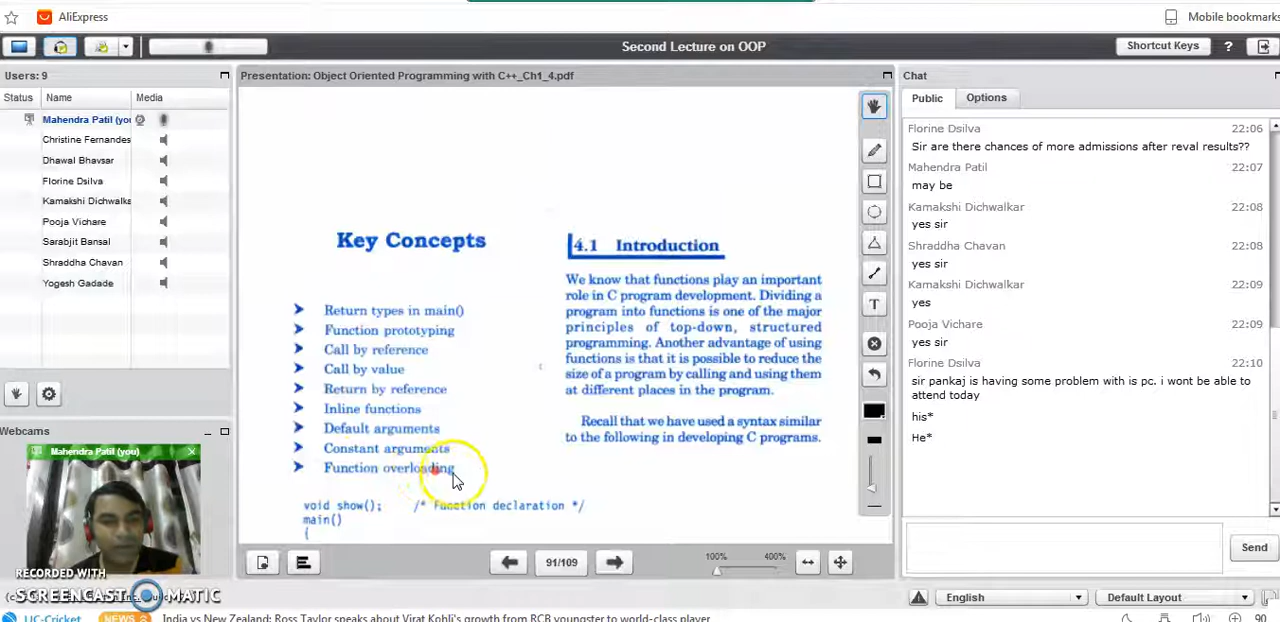 AliExpress
Mobile bookmarks
Second Lecture on OOP
Shortcut Keys
?
Users: 9
Status Name Media
Mahendra Patil (you)
Christine Fernandes
Dhawal Bhavsar
Florine Dsilva
Kamakshi Dichwalka
Pooja Vichare
Sarabjit Bansal
Shraddha Chavan
Yogesh Gadade
Webcams
Mahendra Patil (you)
RECORDED WITH
SCREENCAST MATIC
Presentation: Object Oriented Programming with C++_Ch1_4.pdf
Key Concepts
Return types in main()
Function prototyping
Call by reference
Call by value
Return by reference
Inline functions
Default arguments
Constant arguments
Function overloading
4.1 Introduction
We know that functions play an important
role in C program development. Dividing a
program into functions is one of the major
principles of top-down, structured
programming. Another advantage of using
functions is that it is possible to reduce the
size of a program by calling and using them
at different places in the program.
Recall that we have used a syntax similar
to the following in developing C programs.
void show(); /* Function declaration */
main()
{
T
91/109
100% 400%
Chat
Public Options
Florine Dsilva 22:06
Sir are there chances of more admissions after reval results??
Mahendra Patil 22:07
may be
Kamakshi Dichwalkar 22:08
yes sir
Shraddha Chavan 22:08
yes sir
Kamakshi Dichwalkar 22:09
yes
Pooja Vichare 22:09
yes sir
Florine Dsilva 22:10
sir pankaj is having some problem with is pc. i wont be able to
attend today
his*
He*
Send
English
Default Layout
UC-Cricket
NEWS
India vs New Zealand: Ross Taylor speaks about Virat Kohli's growth from RCB youngster to world-class player
90